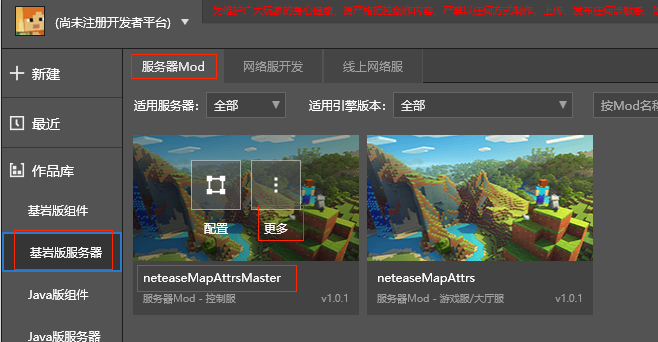 (尚未注册开发者平台)
新建
最近
作品库
基岩版组件
基岩版服务器
Java版组件
Java版服务器
服务器Mod
网络服开发
线上网络服
适用服务器: 全部
适用引擎版本: 全部
按Mod名称
配置
更多
neteaseMapAttrsMaster
服务器Mod - 控制服 v1.0.1
neteaseMapAttrs
服务器Mod - 游戏服/大厅服 v1.0.1